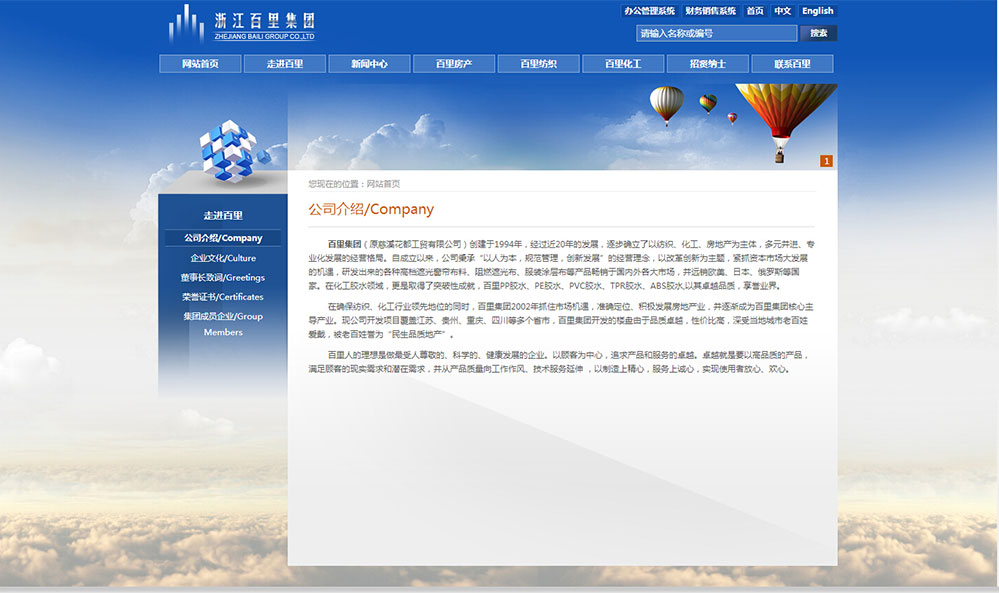 浙江百里集团
ZHEJIANG BAILI GROUP CO.,LTD
办公管理系统 财务销售系统 首页 中文 English
请输入名称或编号 搜索
网站首页 走进百里 新闻中心 百里房产 百里纺织 百里化工 招贤纳士 联系百里
1
走进百里
公司介绍/Company
企业文化/Culture
董事长致词/Greetings
荣誉证书/Certificates
集团成员企业/Group
Members
您现在的位置：网站首页
公司介绍/Company
百里集团（原慈溪花都工贸有限公司）创建于1994年，经过近20年的发展，逐步确立了以纺织、化工、房地产为主体，多元并进、专
业化发展的经营格局。自成立以来，公司秉承“以人为本，规范管理，创新发展”的经营理念，以改革创新为主题，紧抓资本市场大发展
的机遇，研发出来的各种高档遮光窗帘布料、阻燃遮光布、服装涂层布等产品畅销于国内外各大市场，并远销欧美、日本、俄罗斯等国
家。在化工胶水领域，更是取得了突破性成就，百里PP胶水、PE胶水、PVC胶水、TPR胶水、ABS胶水,以其卓越品质，享誉业界。
在确保纺织、化工行业领先地位的同时，百里集团2002年抓住市场机遇，准确定位、积极发展房地产业，并逐渐成为百里集团核心主
导产业。现公司开发项目覆盖江苏、贵州、重庆、四川等多个省市，百里集团开发的楼盘由于品质卓越，性价比高，深受当地城市老百姓
爱戴，被老百姓誉为“民生品质地产”。
百里人的理想是做最受人尊敬的、科学的、健康发展的企业。以顾客为中心，追求产品和服务的卓越。卓越就是要以高品质的产品，
满足顾客的现实需求和潜在需求，并从产品质量向工作作风、技术服务延伸 ，以制造上精心，服务上诚心，实现使用者放心、欢心。